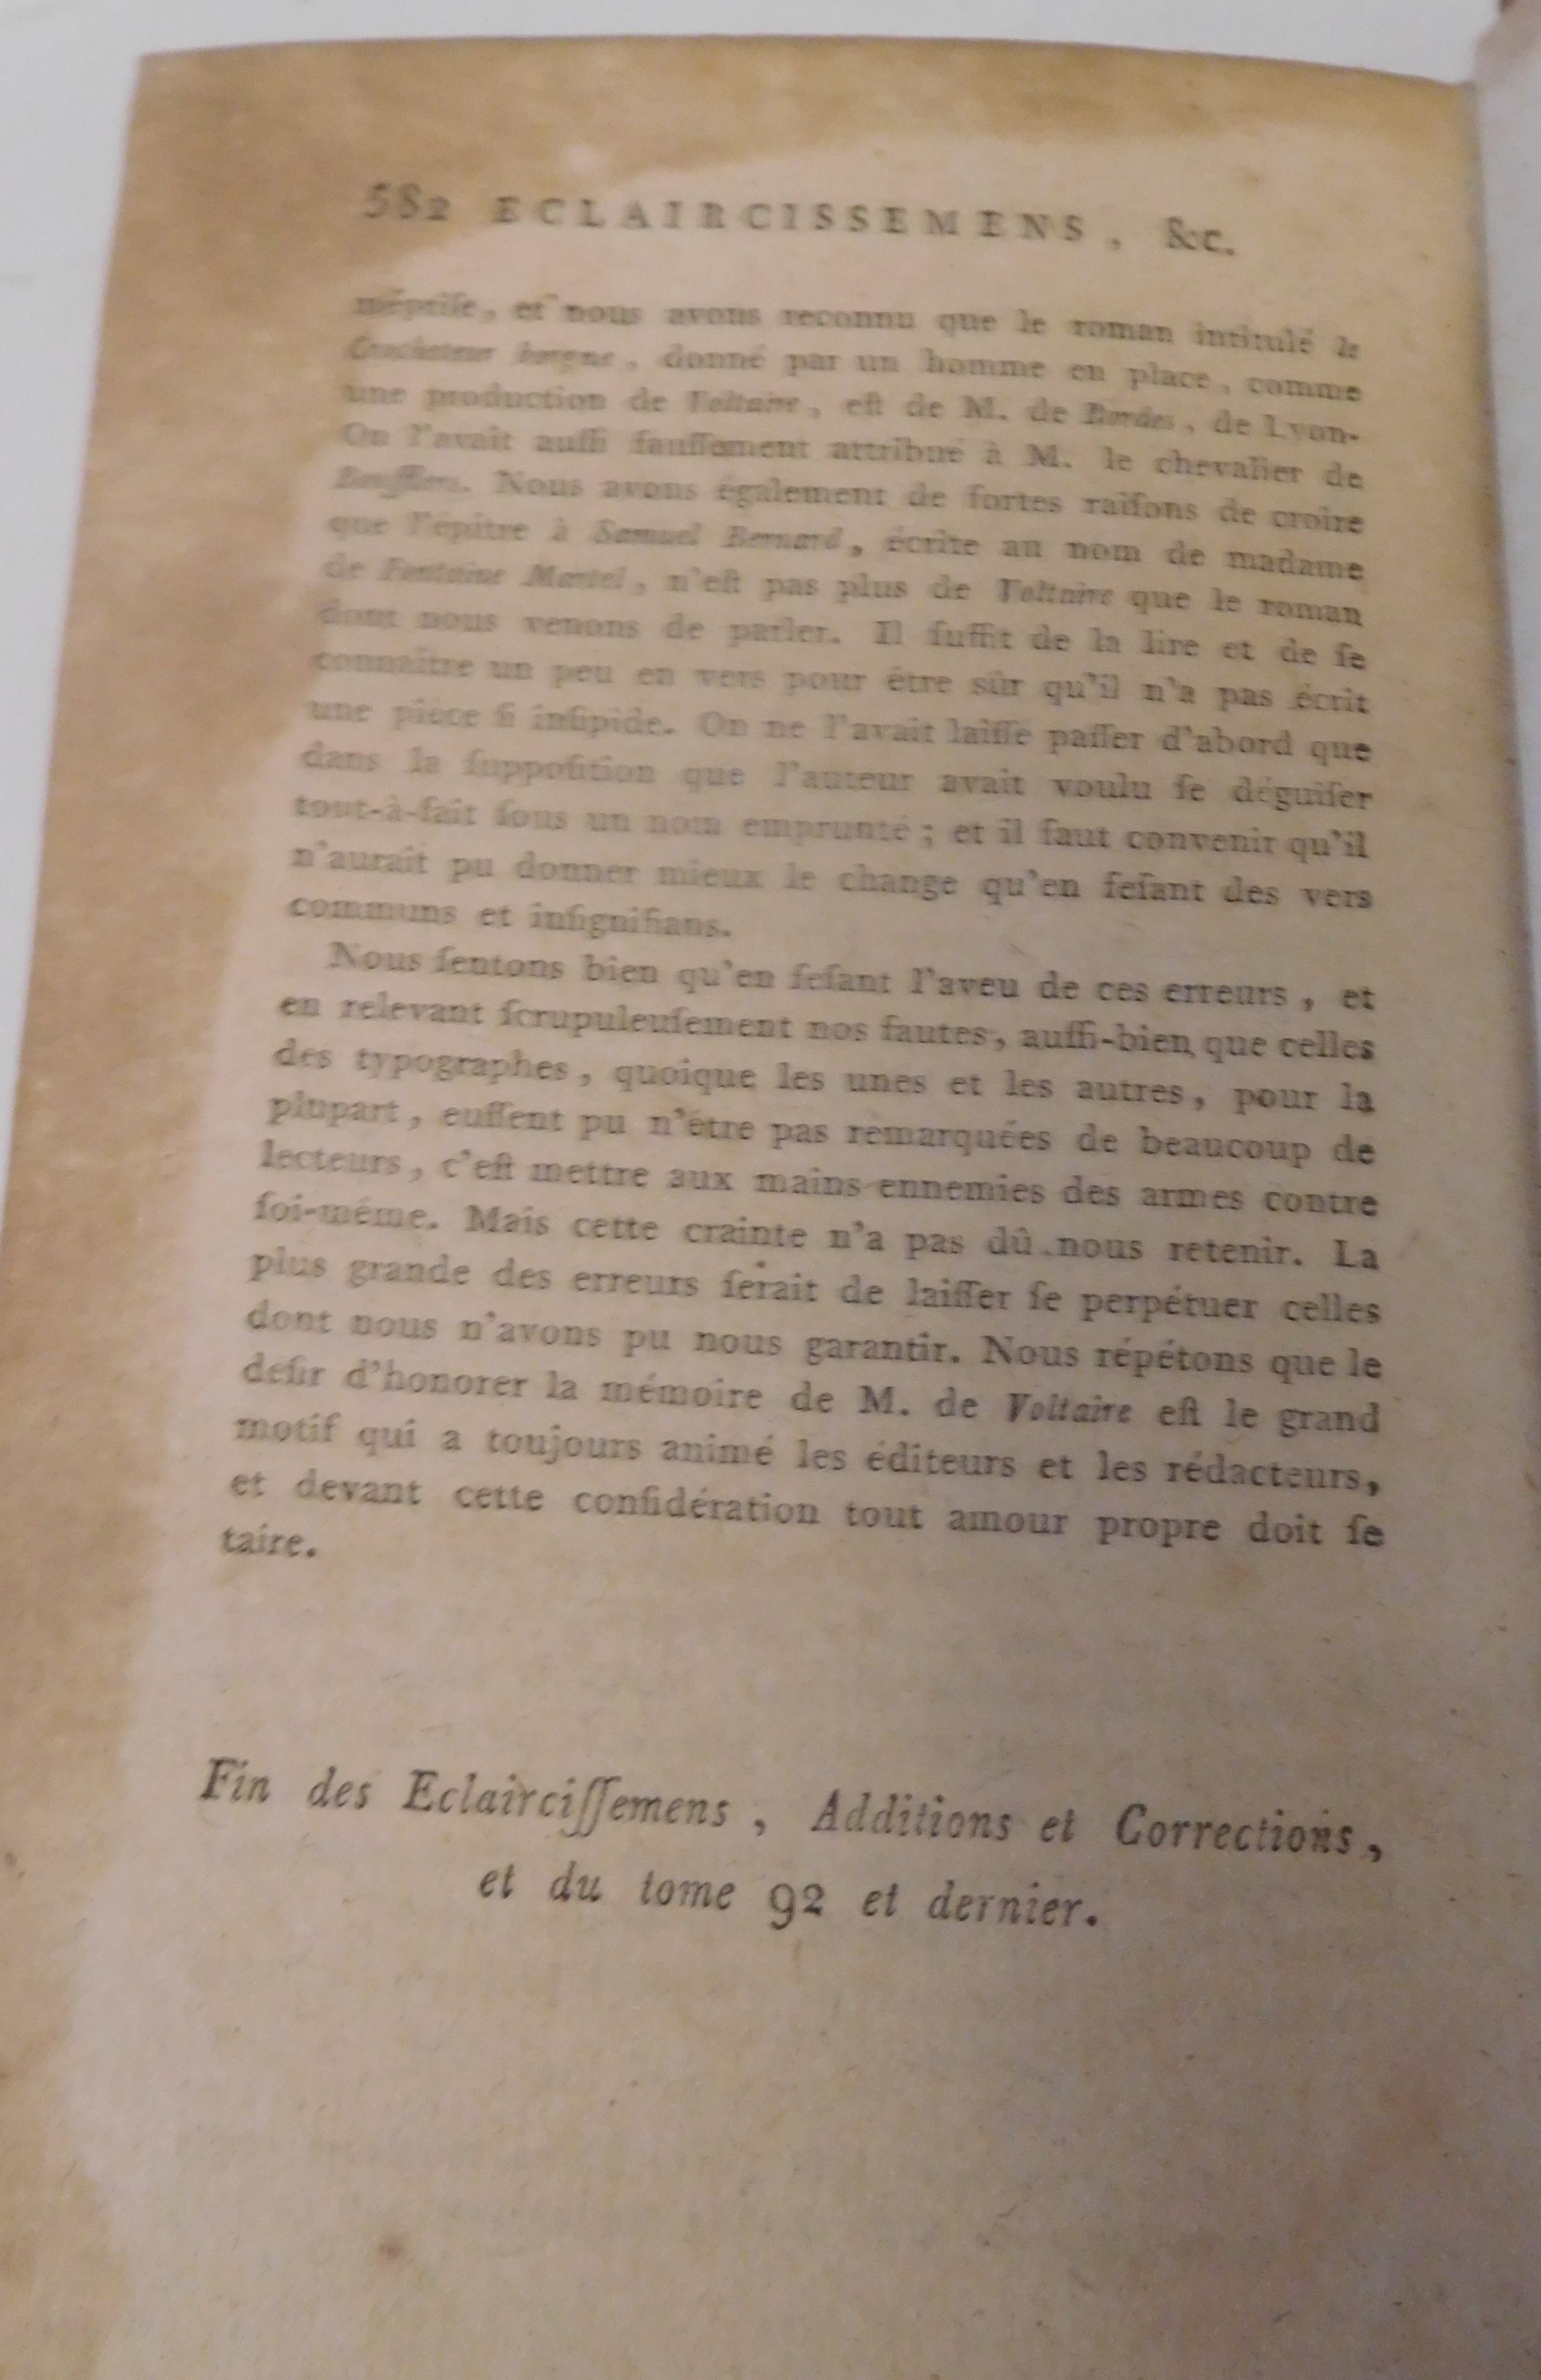 582 ECLAIRCISSEMENS, &c.
méprise, et nous avons reconnu que le roman intitulé le
Crocheteur borgne, donné par un homme en place, comme
une production de Voltaire, eſt de M. de Bordes, de Lyon.
On l'avait auſſi fauſſement attribué à M. le chevalier de
Boufflers. Nous avons également de fortes raiſons de croire
que l'épître à Samuel Bernard, écrite au nom de madame
de Fontaine Martel, n'eſt pas plus de Voltaire que le roman
dont nous venons de parler. Il ſuffit de la lire et de ſe
connaître un peu en vers pour être sûr qu'il n'a pas écrit
une pièce ſi inſipide. On ne l'avait laiſſé paſſer d'abord que
dans la ſuppoſition que l'auteur avait voulu ſe déguiſer
tout-à-fait ſous un nom emprunté ; et il faut convenir qu'il
n'aurait pu donner mieux le change qu'en feſant des vers
communs et inſignifians.
Nous ſentons bien qu'en feſant l'aveu de ces erreurs, et
en relevant ſcrupuleuſement nos fautes, auſſi-bien que celles
des typographes, quoique les unes et les autres, pour la
plupart, euſſent pu n'être pas remarquées de beaucoup de
lecteurs, c'eſt mettre aux mains ennemies des armes contre
ſoi-même. Mais cette crainte n'a pas dû nous retenir. La
plus grande des erreurs ſerait de laiſſer ſe perpétuer celles
dont nous n'avons pu nous garantir. Nous répétons que le
déſir d'honorer la mémoire de M. de Voltaire eſt le grand
motif qui a toujours animé les éditeurs et les rédacteurs,
et devant cette conſidération tout amour propre doit ſe
taire.
Fin des Eclairciſſemens, Additions et Corrections,
et du tome 92 et dernier.